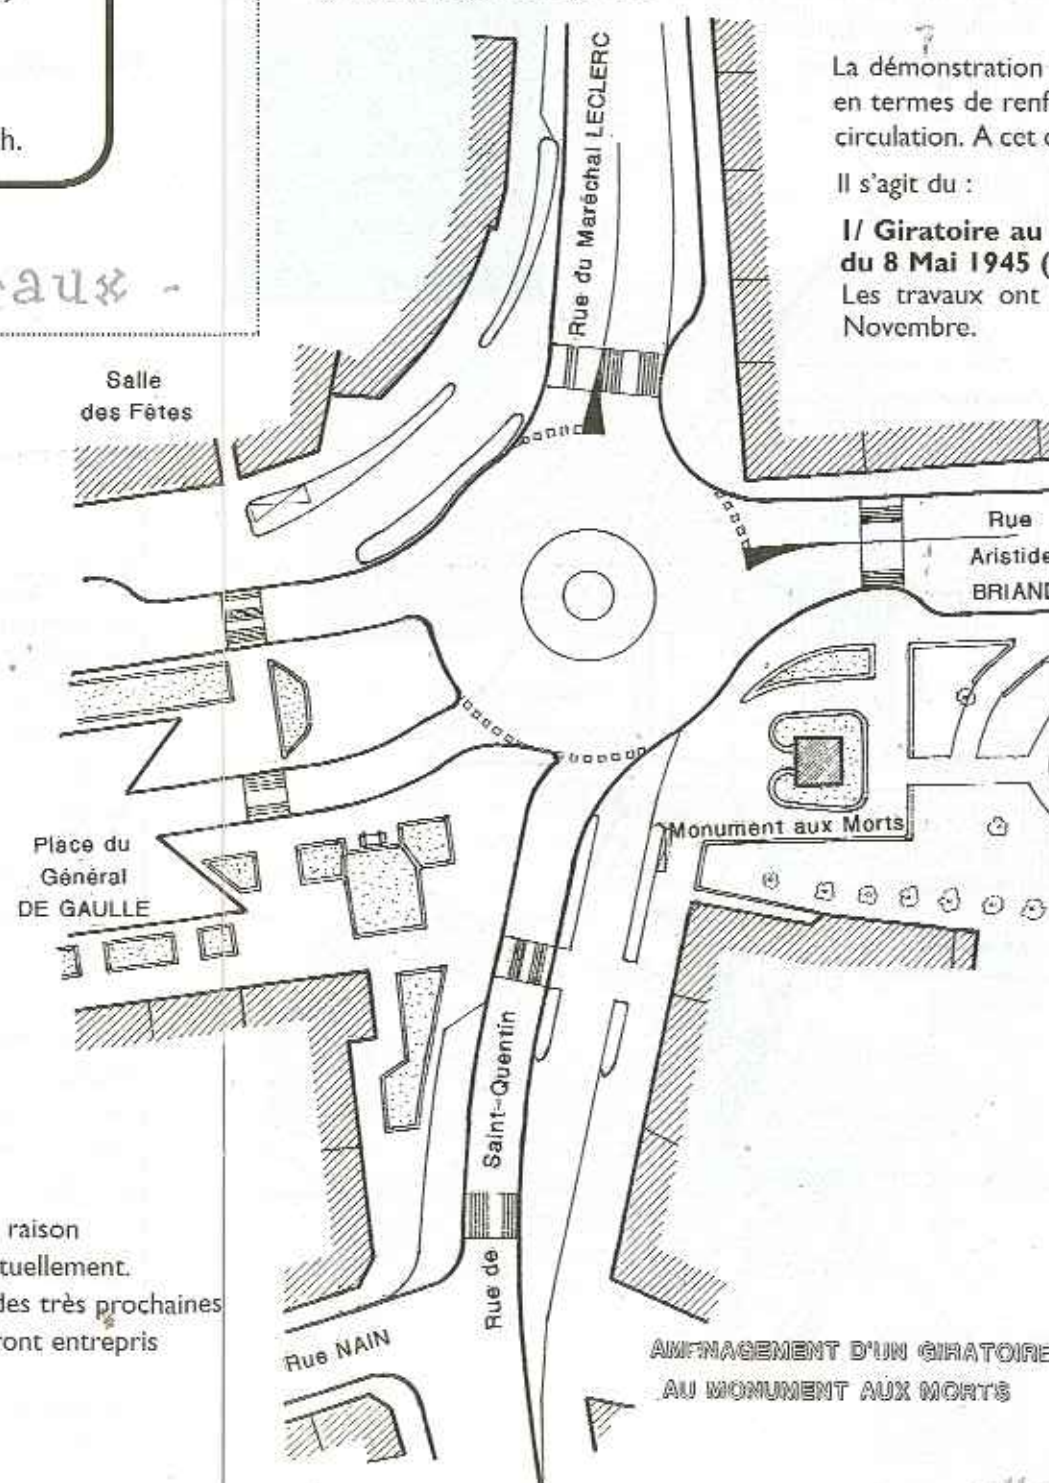 h.
eaux -
La démonstration
en termes de renf
circulation. A cet
Il s'agit du :
1/ Giratoire au
du 8 Mai 1945 (
Les travaux ont
Novembre.
Rue du Maréchal LECLERC
Salle
des Fêtes
Rue
Aristide
BRIAND
Monument aux Morts
Place du
Général
DE GAULLE
Rue de Saint-Quentin
raison
tuellement.
des très prochaines
ront entrepris
Rue NAIN
AMENAGEMENT D'UN GIRATOIRE
AU MONUMENT AUX MORTS